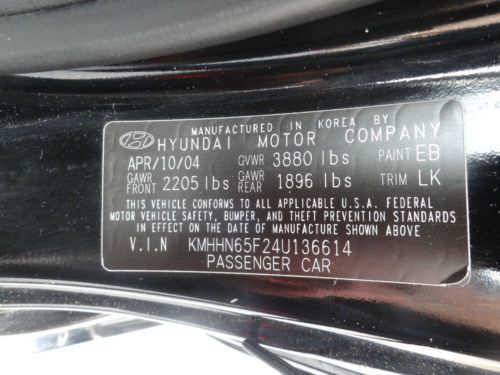 MANUFACTURED IN KOREA BY
HYUNDAI MOTOR COMPANY
APR/10/04 GVWR 3880 lbs PAINT EB
GAWR FRONT 2205 lbs GAWR REAR 1896 lbs TRIM LK
THIS VEHICLE CONFORMS TO ALL APPLICABLE U.S.A. FEDERAL
MOTOR VEHICLE SAFETY, BUMPER, AND THEFT PREVENTION STANDARDS
IN EFFECT ON THE DATE OF MANUFACTURE SHOWN ABOVE.
V.I.N KMHHN65F24U136614
PASSENGER CAR